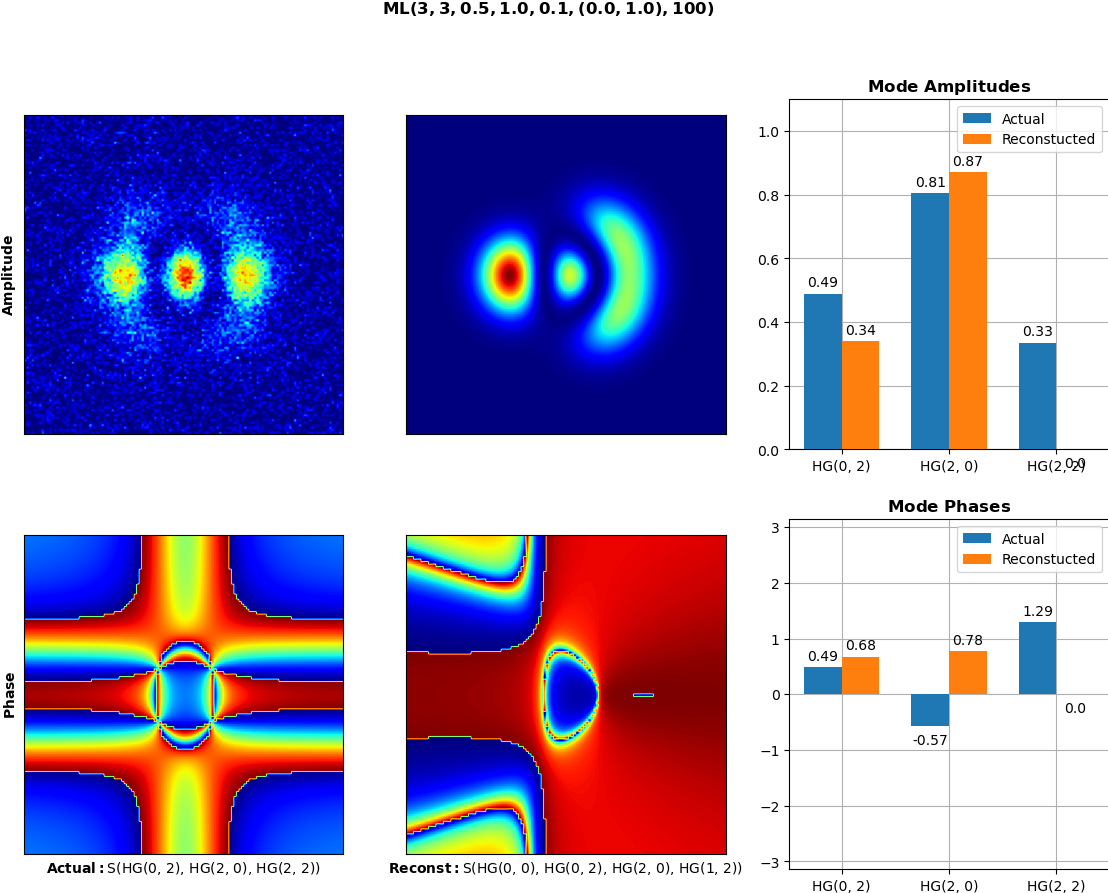 ML(3, 3, 0.5, 1.0, 0.1, (0.0, 1.0), 100)
Amplitude
Mode Amplitudes
Actual
Reconstucted
1.0
0.8
0.6
0.4
0.2
0.0
0.49
0.34
0.81
0.87
0.33
0.0
HG(0, 2)
HG(2, 0)
HG(2, 2)
Phase
Actual: S(HG(0, 2), HG(2, 0), HG(2, 2))
Reconst: S(HG(0, 0), HG(0, 2), HG(2, 0), HG(1, 2))
Mode Phases
Actual
Reconstucted
3
2
1
0
−1
−2
−3
0.49
0.68
-0.57
0.78
1.29
0.0
HG(0, 2)
HG(2, 0)
HG(2, 2)